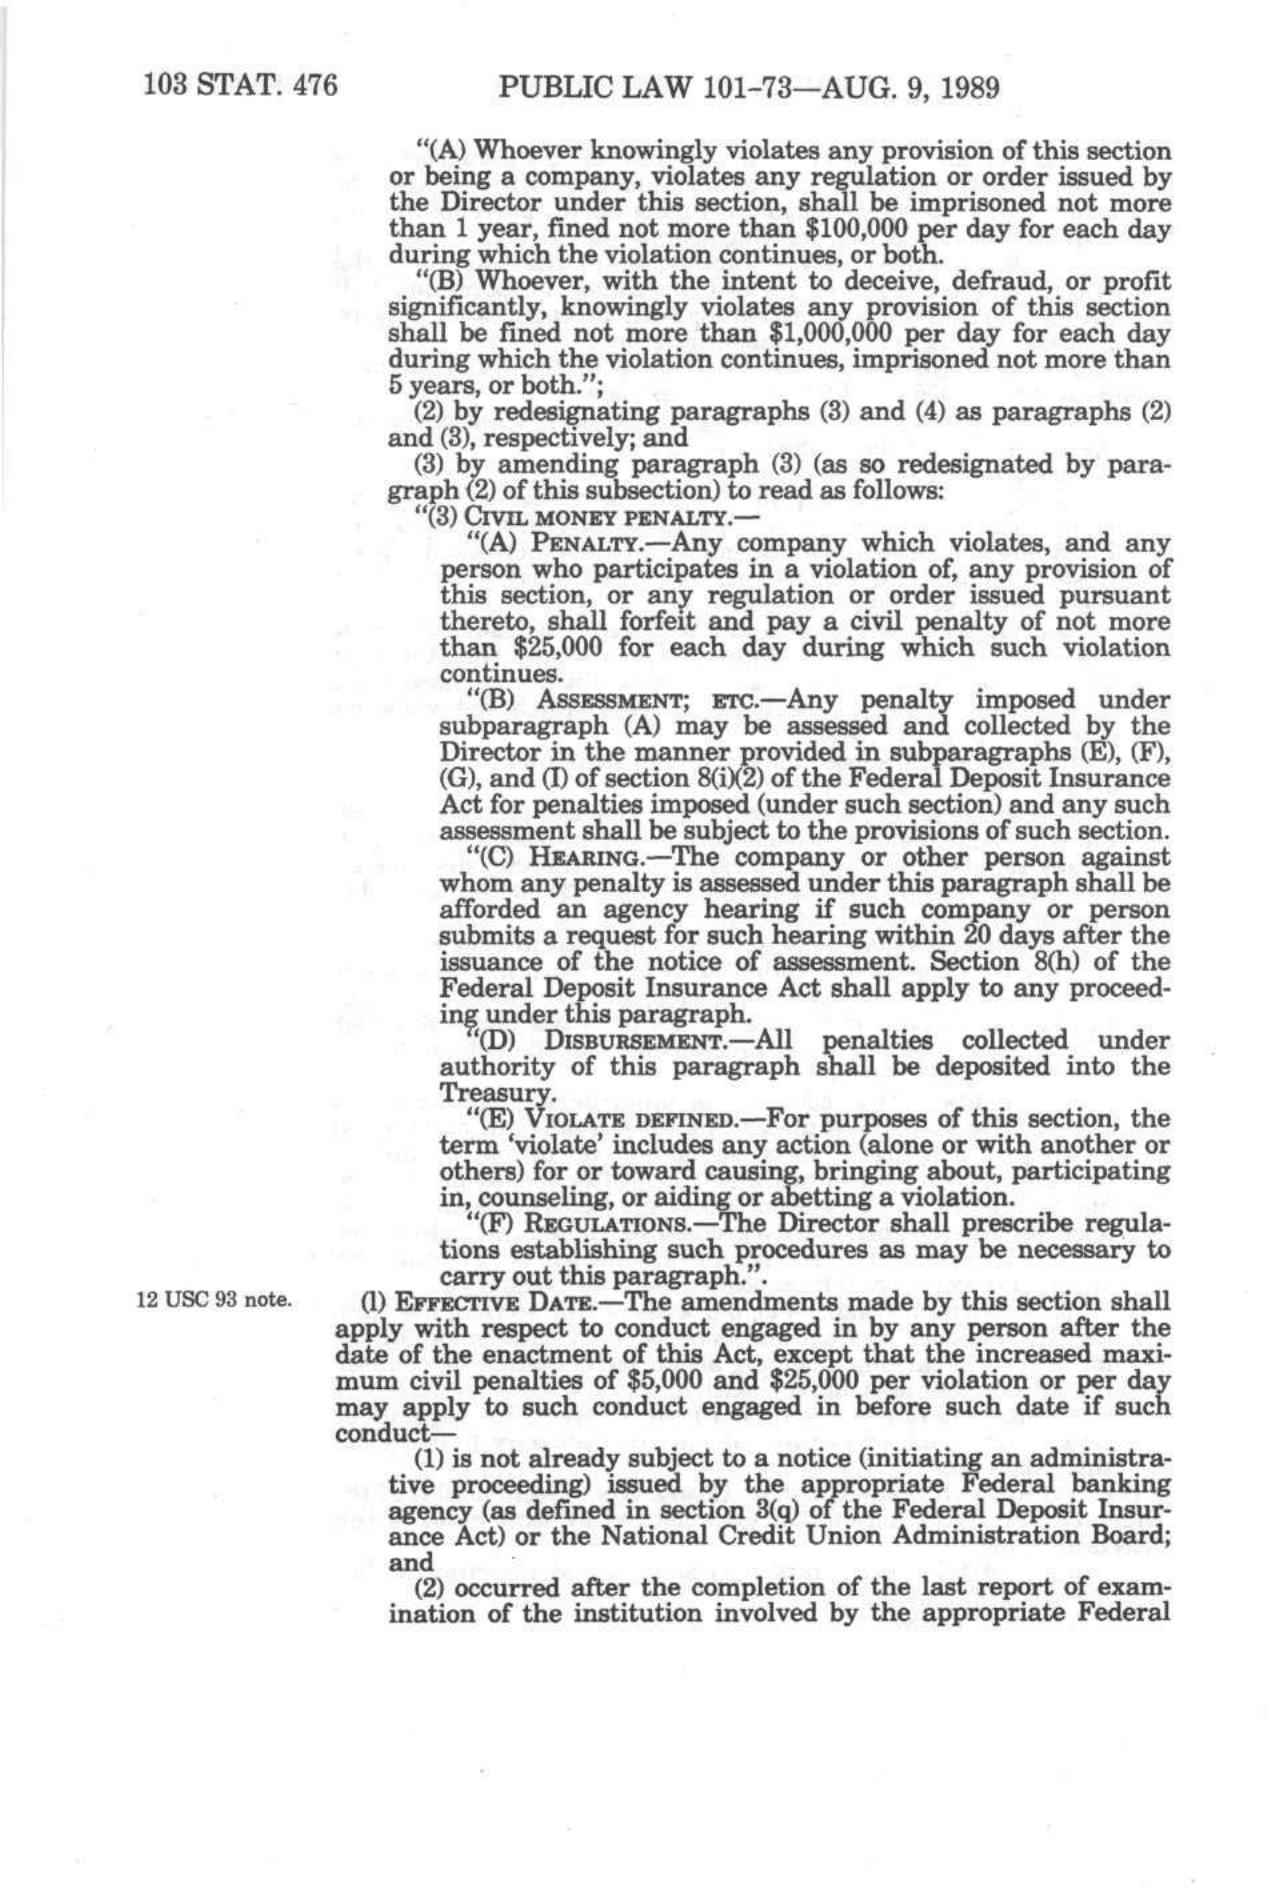 103 STAT. 476 PUBLIC LAW 101–73—AUG. 9, 1989
“(A) Whoever knowingly violates any provision of this section
or being a company, violates any regulation or order issued by
the Director under this section, shall be imprisoned not more
than 1 year, fined not more than $100,000 per day for each day
during which the violation continues, or both.
“(B) Whoever, with the intent to deceive, defraud, or profit
significantly, knowingly violates any provision of this section
shall be fined not more than $1,000,000 per day for each day
during which the violation continues, imprisoned not more than
5 years, or both.”;
(2) by redesignating paragraphs (3) and (4) as paragraphs (2)
and (3), respectively; and
(3) by amending paragraph (3) (as so redesignated by para-
graph (2) of this subsection) to read as follows:
“(3) CIVIL MONEY PENALTY.—
“(A) PENALTY.—Any company which violates, and any
person who participates in a violation of, any provision of
this section, or any regulation or order issued pursuant
thereto, shall forfeit and pay a civil penalty of not more
than $25,000 for each day during which such violation
continues.
“(B) ASSESSMENT; ETC.—Any penalty imposed under
subparagraph (A) may be assessed and collected by the
Director in the manner provided in subparagraphs (E), (F),
(G), and (I) of section 8(i)(2) of the Federal Deposit Insurance
Act for penalties imposed (under such section) and any such
assessment shall be subject to the provisions of such section.
“(C) HEARING.—The company or other person against
whom any penalty is assessed under this paragraph shall be
afforded an agency hearing if such company or person
submits a request for such hearing within 20 days after the
issuance of the notice of assessment. Section 8(h) of the
Federal Deposit Insurance Act shall apply to any proceed-
ing under this paragraph.
“(D) DISBURSEMENT.—All penalties collected under
authority of this paragraph shall be deposited into the
Treasury.
“(E) VIOLATE DEFINED.—For purposes of this section, the
term ‘violate’ includes any action (alone or with another or
others) for or toward causing, bringing about, participating
in, counseling, or aiding or abetting a violation.
“(F) REGULATIONS.—The Director shall prescribe regula-
tions establishing such procedures as may be necessary to
carry out this paragraph.”.
12 USC 93 note. (l) EFFECTIVE DATE.—The amendments made by this section shall
apply with respect to conduct engaged in by any person after the
date of the enactment of this Act, except that the increased maxi-
mum civil penalties of $5,000 and $25,000 per violation or per day
may apply to such conduct engaged in before such date if such
conduct—
(1) is not already subject to a notice (initiating an administra-
tive proceeding) issued by the appropriate Federal banking
agency (as defined in section 3(q) of the Federal Deposit Insur-
ance Act) or the National Credit Union Administration Board;
and
(2) occurred after the completion of the last report of exam-
ination of the institution involved by the appropriate Federal